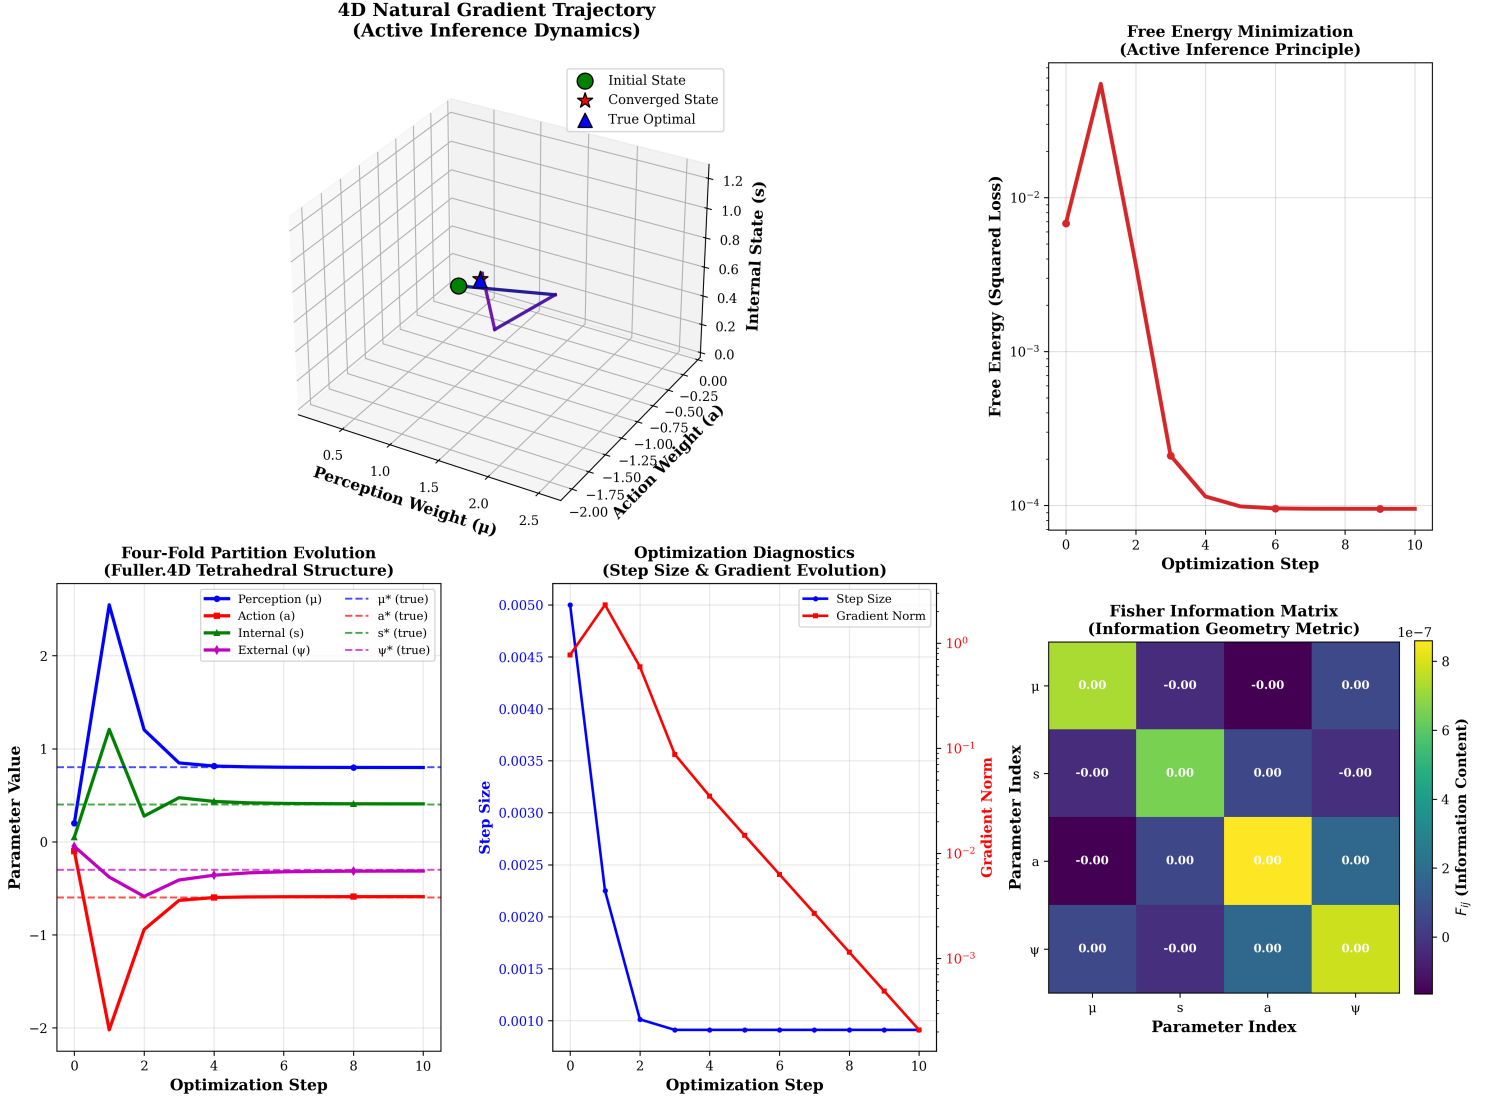 4D Natural Gradient Trajectory
(Active Inference Dynamics)
Initial State
Converged State
True Optimal
1.2
1.0
0.8
0.6
0.4
0.2
0.0
Internal State (s)
0.00
−0.25
−0.50
−0.75
−1.00
−1.25
−1.50
−1.75
−2.00
Action Weight (a)
0.5
1.0
1.5
2.0
2.5
Perception Weight (μ)
Free Energy Minimization
(Active Inference Principle)
Free Energy (Squared Loss)
10⁻²
10⁻³
10⁻⁴
0 2 4 6 8 10
Optimization Step
Four-Fold Partition Evolution
(Fuller.4D Tetrahedral Structure)
Perception (μ)
Action (a)
Internal (s)
External (ψ)
μ* (true)
a* (true)
s* (true)
ψ* (true)
Parameter Value
2
1
0
−1
−2
0 2 4 6 8 10
Optimization Step
Optimization Diagnostics
(Step Size & Gradient Evolution)
Step Size
Gradient Norm
Step Size
0.0050
0.0045
0.0040
0.0035
0.0030
0.0025
0.0020
0.0015
0.0010
10⁰
10⁻¹
10⁻²
10⁻³
Gradient Norm
0 2 4 6 8 10
Optimization Step
Fisher Information Matrix
(Information Geometry Metric)
Parameter Index
μ 0.00 -0.00 -0.00 0.00
s -0.00 0.00 0.00 -0.00
a -0.00 0.00 0.00 0.00
ψ 0.00 -0.00 0.00 0.00
μ s a ψ
Parameter Index
1e−7
8
6
4
2
0
Fᵢⱼ (Information Content)